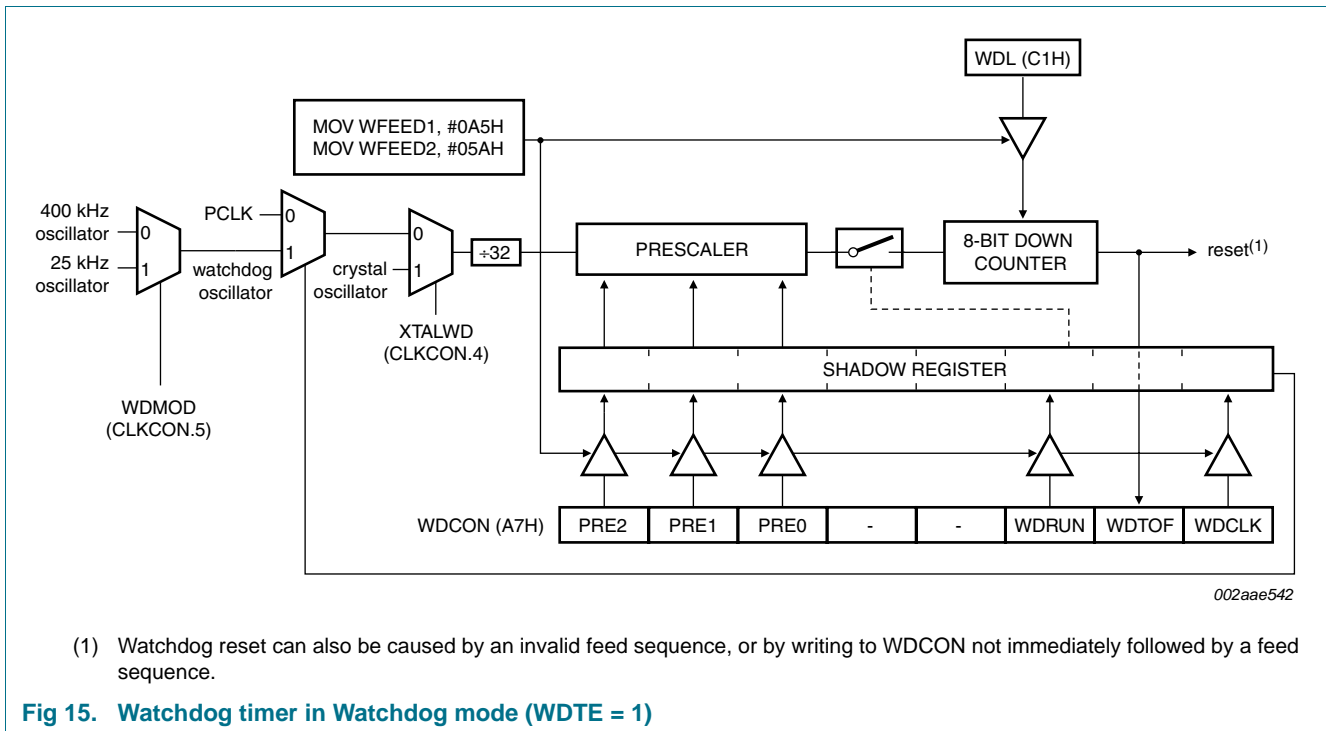 WDL (C1H)
MOV WFEED1, #0A5H
MOV WFEED2, #05AH
400 kHz
oscillator
25 kHz
oscillator
0
1
PCLK
0
1
watchdog
oscillator
0
1
crystal
oscillator
÷32
PRESCALER
8-BIT DOWN
COUNTER
reset(1)
XTALWD
(CLKCON.4)
WDMOD
(CLKCON.5)
SHADOW REGISTER
WDCON (A7H)
PRE2
PRE1
PRE0
-
-
WDRUN
WDTOF
WDCLK
002aae542
(1) Watchdog reset can also be caused by an invalid feed sequence, or by writing to WDCON not immediately followed by a feed
sequence.
Fig 15. Watchdog timer in Watchdog mode (WDTE = 1)